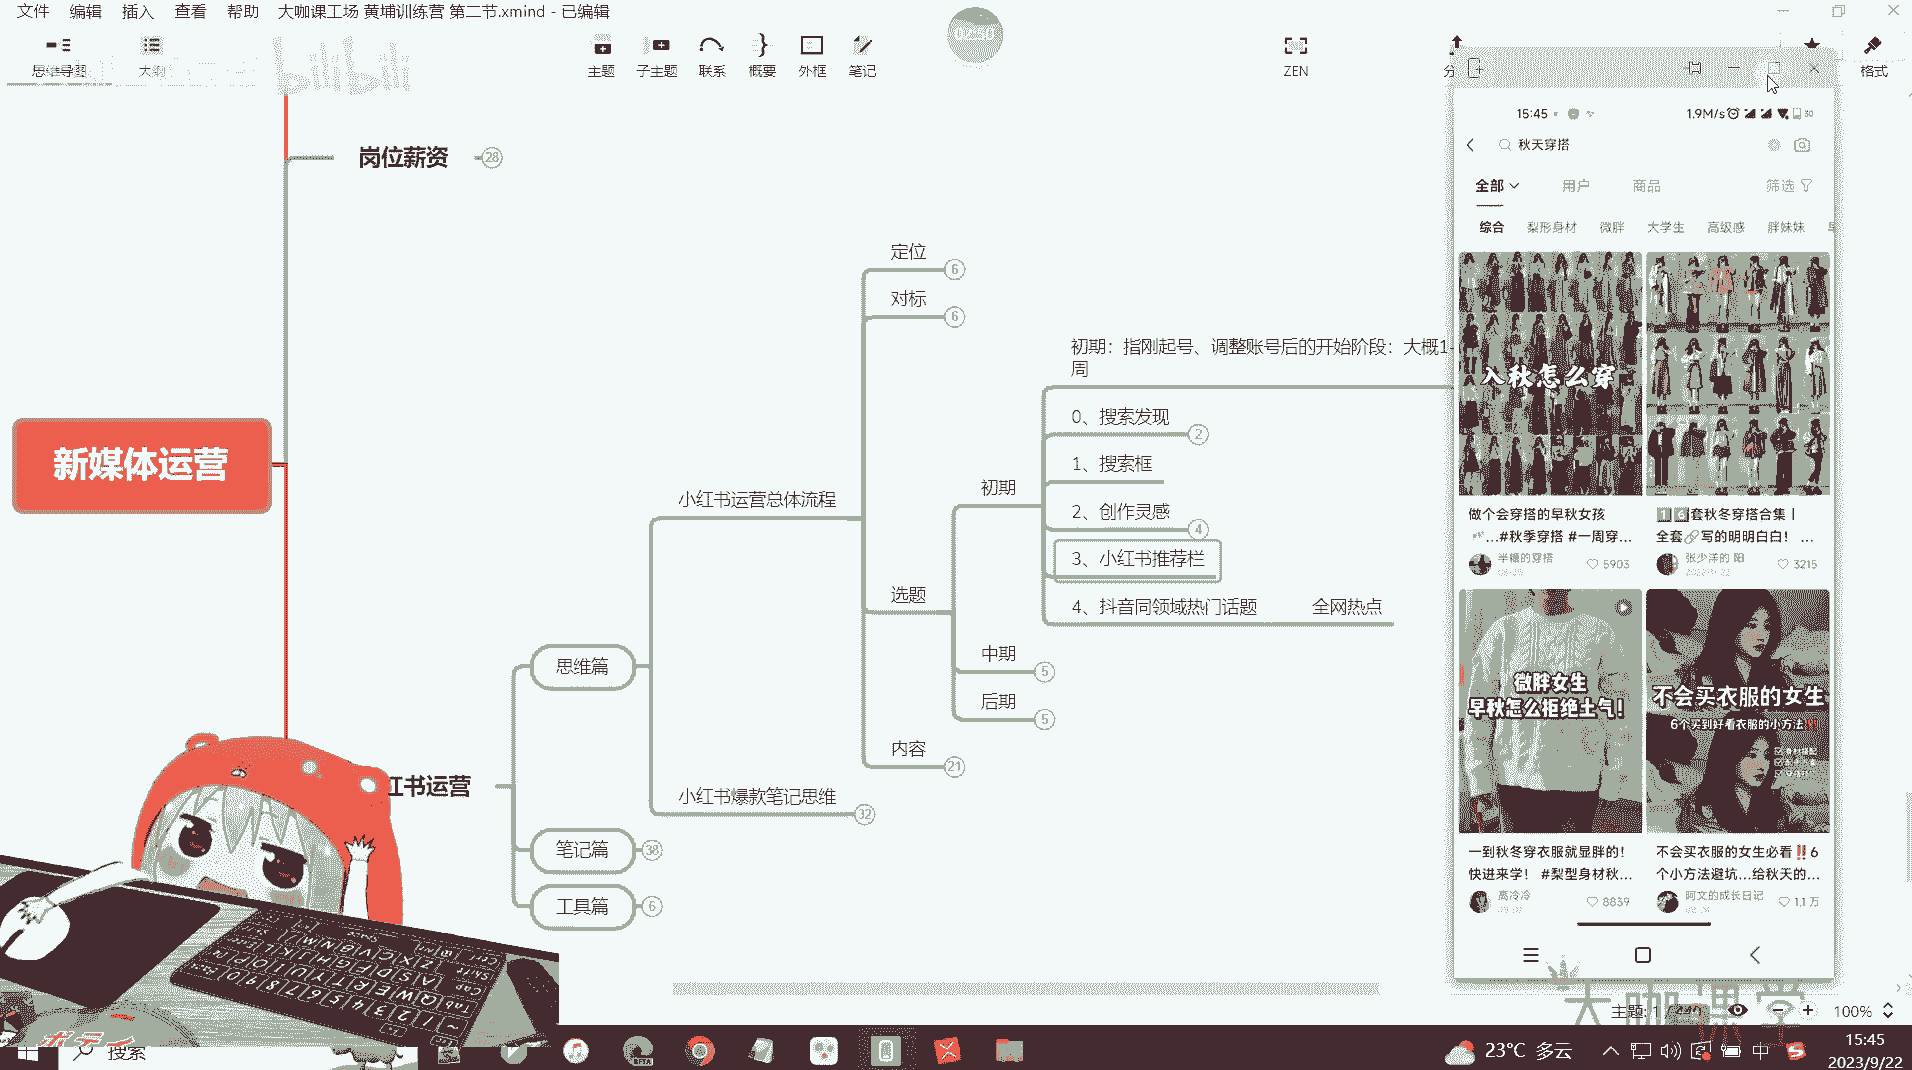 文件 编辑 插入 查看 帮助 大咖课工场 黄埔训练营 第二节.xmind - 已编辑
02:50
思维导图
大纲
bilibili
主题
子主题
联系
概要
外框
笔记
ZEN
分
格式
岗位薪资
28
新媒体运营
红书运营
思维篇
笔记篇
38
工具篇
6
小红书运营总体流程
小红书爆款笔记思维
32
定位
6
对标
6
选题
内容
21
初期
中期
5
后期
5
初期：指刚起号、调整账号后的开始阶段：大概1-
周
0、搜索发现
2
1、搜索框
2、创作灵感
4
3、小红书推荐栏
4、抖音同领域热门话题
全网热点
15:45
1.9M/s
30
秋天穿搭
全部 用户 商品 筛选
综合 梨形身材 微胖 大学生 高级感 胖妹妹
入秋怎么穿
做个会穿搭的早秋女孩
...#秋季穿搭 #一周穿...
半糖的穿搭
5903
16套秋冬穿搭合集丨
全套🔗写的明明白白！ ...
张少洋的 阳
3215
微胖女生
早秋怎么拒绝土气！
一到秋冬穿衣服就显胖的！
快进来学！ #梨型身材秋...
高冷冷
8839
不会买衣服的女生
6个买到好看衣服的小方法
不会买衣服的女生必看‼️6
个小方法避坑...给秋天的...
阿文的成长日记
1.1 万
大咖课堂
主题: 1 /
100%
搜索
BETA
23°C 多云
中
15:45
2023/9/22